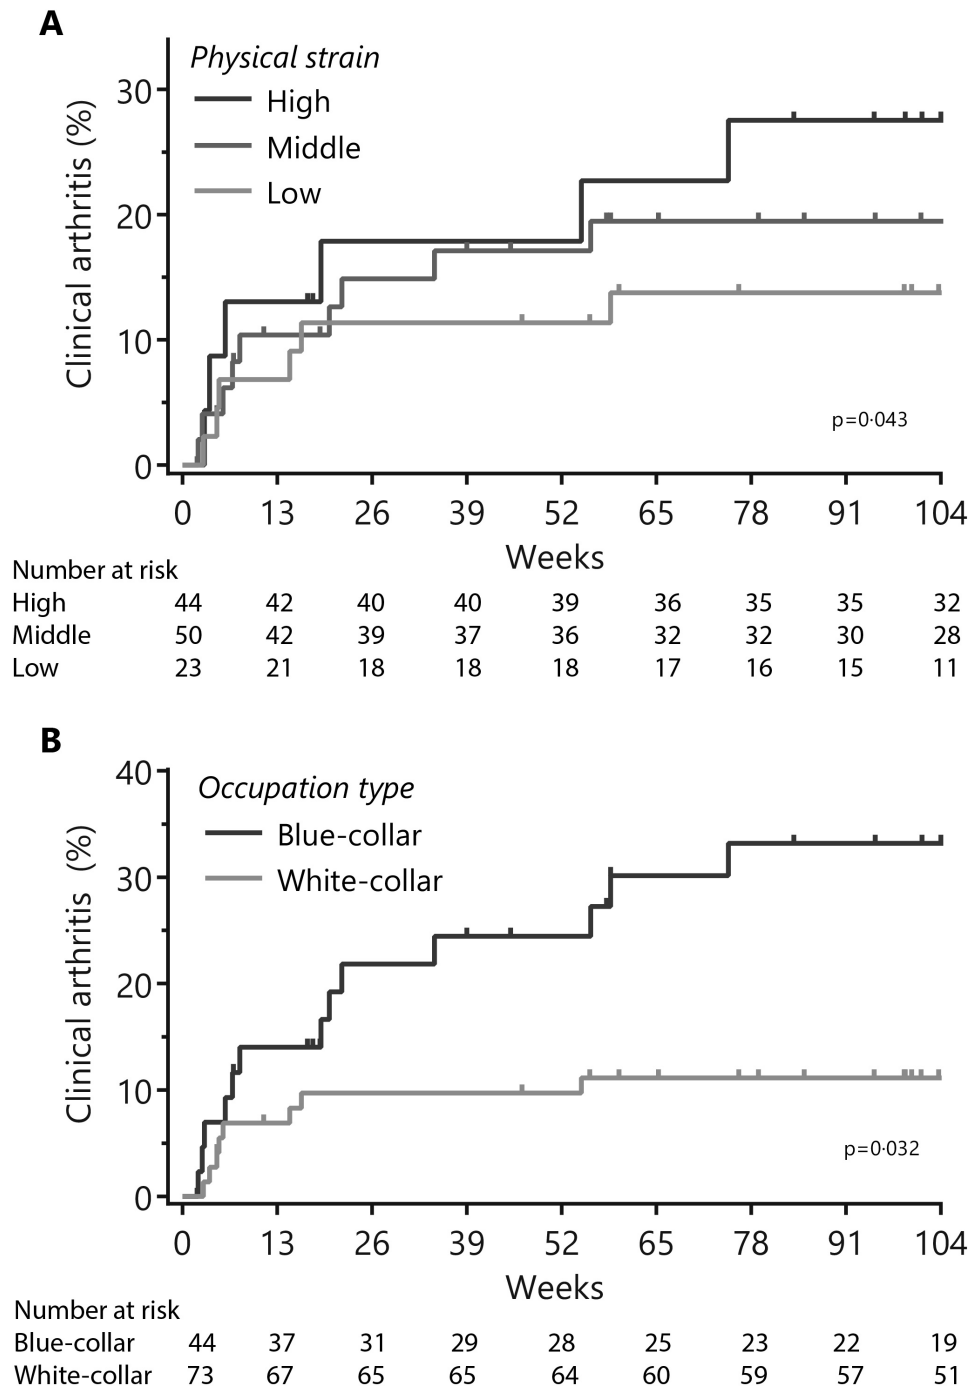 A
Physical strain
High
Middle
Low
Clinical arthritis (%)
30
20
10
0
p=0·043
0 13 26 39 52 65 78 91 104
Weeks
Number at risk
High 44 42 40 40 39 36 35 35 32
Middle 50 42 39 37 36 32 32 30 28
Low 23 21 18 18 18 17 16 15 11
B
Occupation type
Blue-collar
White-collar
Clinical arthritis (%)
40
30
20
10
0
p=0·032
0 13 26 39 52 65 78 91 104
Weeks
Number at risk
Blue-collar 44 37 31 29 28 25 23 22 19
White-collar 73 67 65 65 64 60 59 57 51